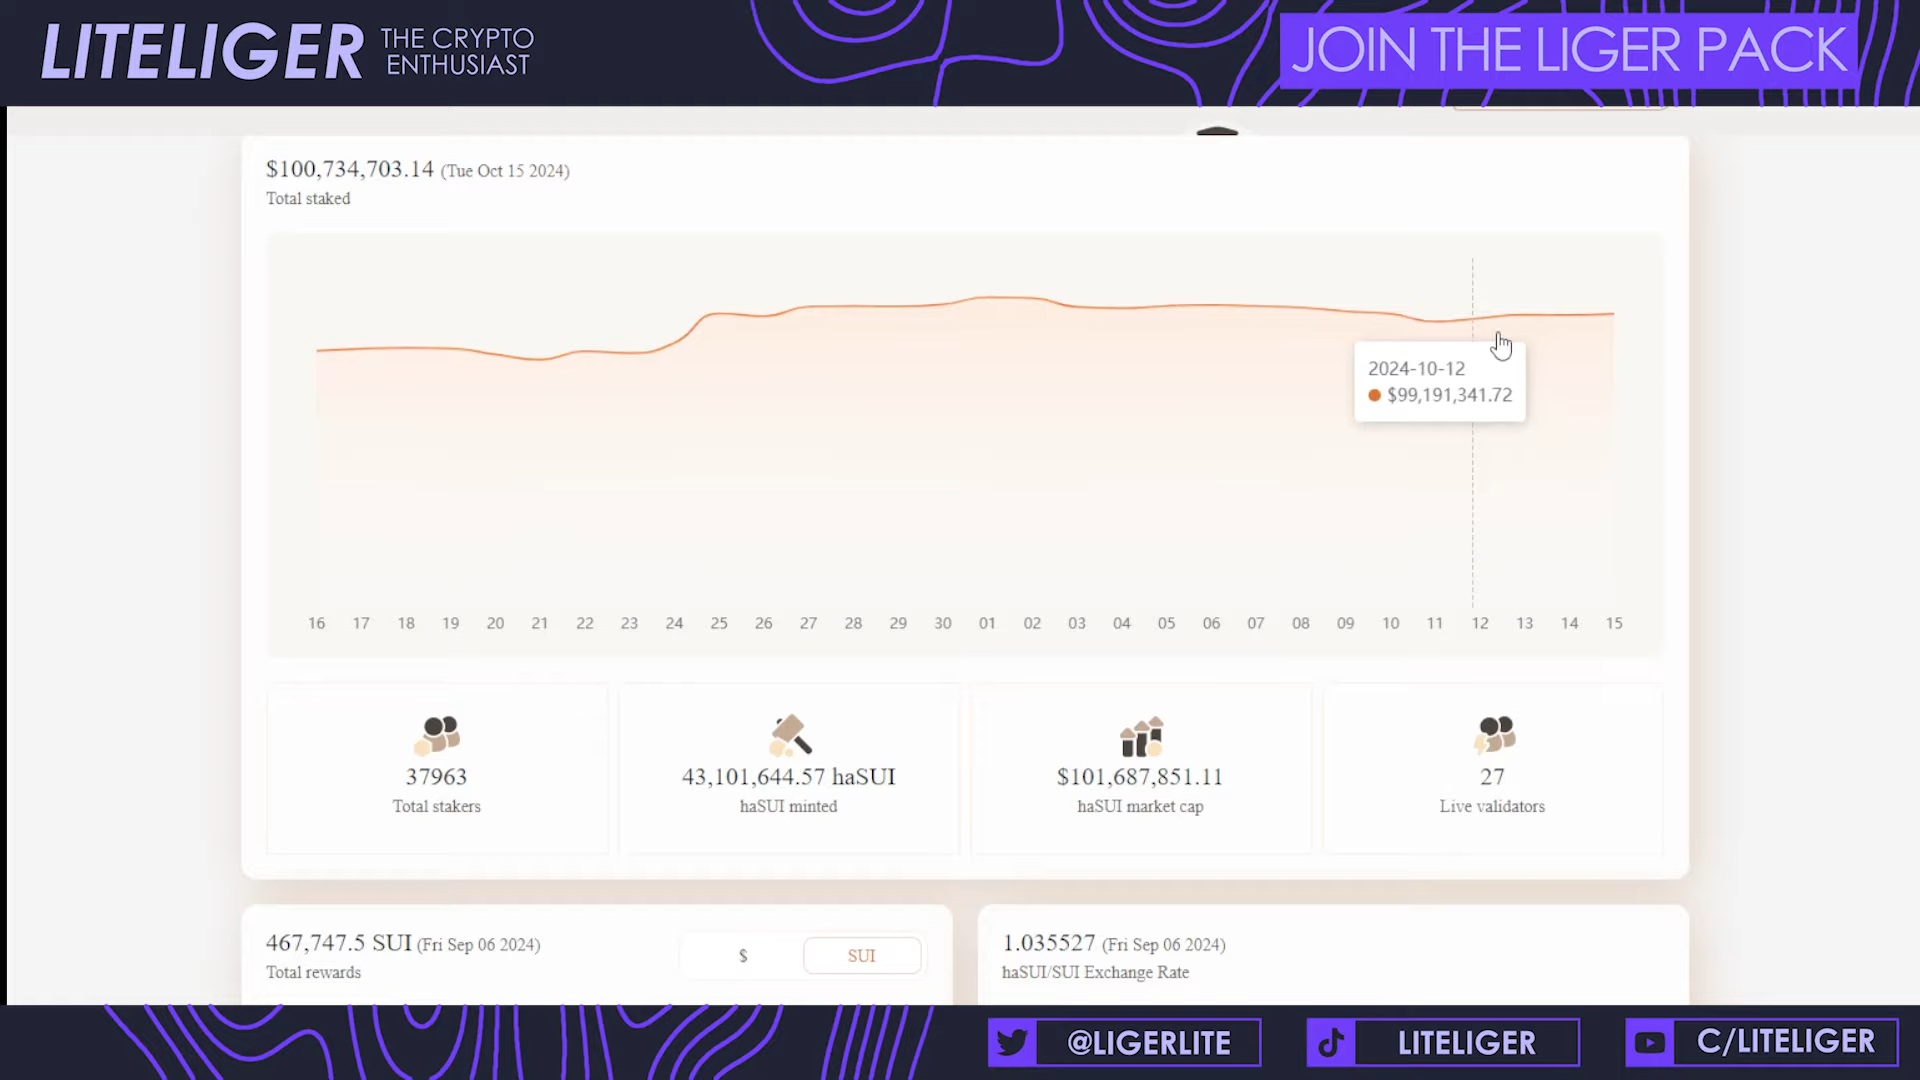 LITELIGER THE CRYPTO ENTHUSIAST
JOIN THE LIGER PACK
$100,734,703.14 (Tue Oct 15 2024)
Total staked
2024-10-12
$99,191,341.72
16 17 18 19 20 21 22 23 24 25 26 27 28 29 30 01 02 03 04 05 06 07 08 09 10 11 12 13 14 15
37963
Total stakers
43,101,644.57 haSUI
haSUI minted
$101,687,851.11
haSUI market cap
27
Live validators
467,747.5 SUI (Fri Sep 06 2024)
Total rewards
$ SUI
1.035527 (Fri Sep 06 2024)
haSUI/SUI Exchange Rate
@LIGERLITE
LITELIGER
C/LITELIGER